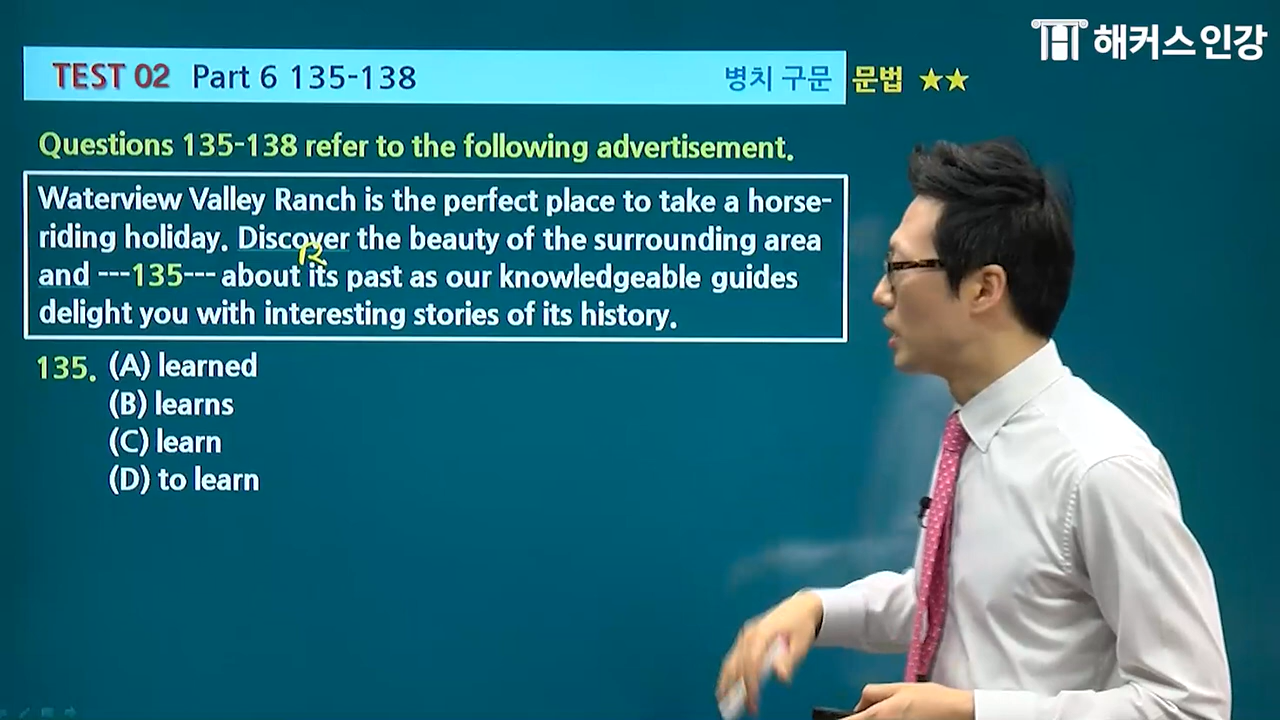 해커스인강
TEST 02 Part 6 135-138 병치 구문 문법 ★★
Questions 135-138 refer to the following advertisement.
Waterview Valley Ranch is the perfect place to take a horse-
riding holiday. Discover the beauty of the surrounding area
and ---135--- about its past as our knowledgeable guides
delight you with interesting stories of its history.
135. (A) learned
(B) learns
(C) learn
(D) to learn